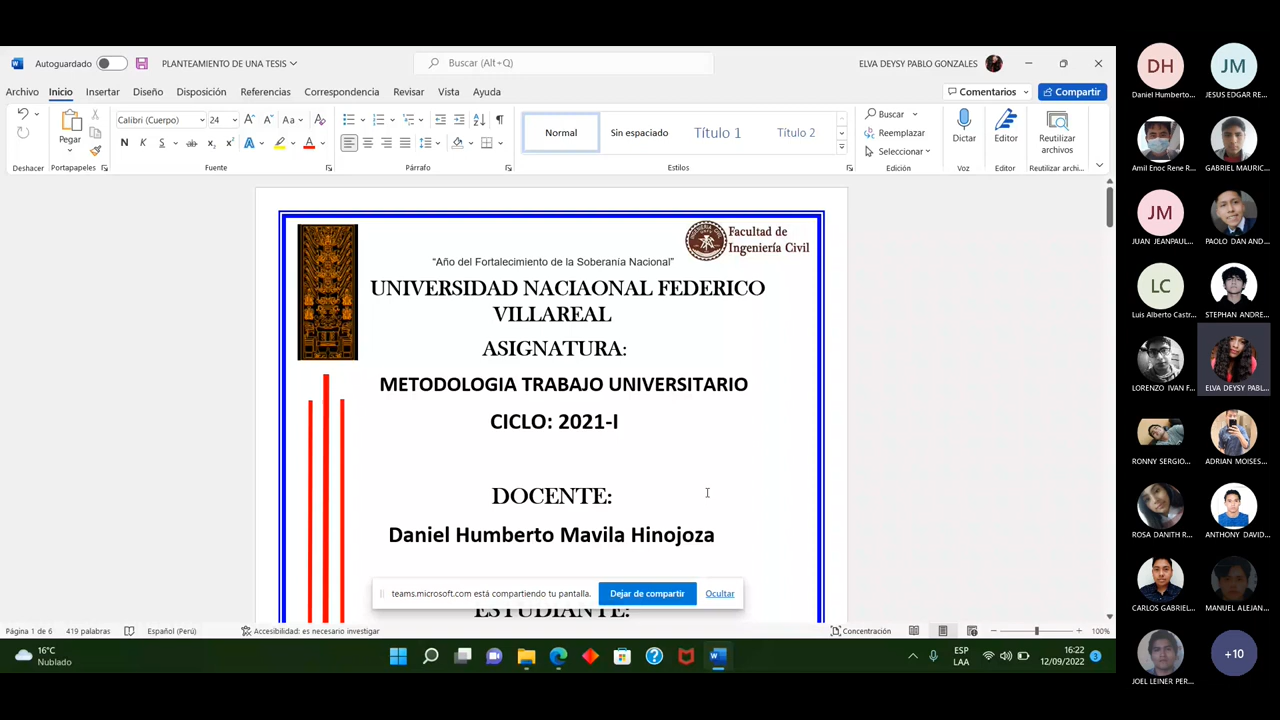 Autoguardado
PLANTEAMIENTO DE UNA TESIS
Buscar (Alt+Q)
ELVA DEYSY PABLO GONZALES
Archivo Inicio Insertar Diseño Disposición Referencias Correspondencia Revisar Vista Ayuda
Comentarios
Compartir
Pegar
Calibri (Cuerpo) 24
N K S ab x₂ x²
Normal
Sin espaciado
Título 1
Título 2
Buscar
Reemplazar
Seleccionar
Dictar
Editor
Reutilizar
archivos
Deshacer Portapapeles Fuente Párrafo Estilos Edición Voz Editor Reutilizar archi...
Facultad de
Ingeniería Civil
“Año del Fortalecimiento de la Soberanía Nacional”
UNIVERSIDAD NACIAONAL FEDERICO
VILLAREAL
ASIGNATURA:
METODOLOGIA TRABAJO UNIVERSITARIO
CICLO: 2021-I
DOCENTE:
Daniel Humberto Mavila Hinojoza
teams.microsoft.com está compartiendo tu pantalla.
Dejar de compartir
Ocultar
ESTUDIANTE:
Página 1 de 6
419 palabras
Español (Perú)
Accesibilidad: es necesario investigar
Concentración
100%
16°C
Nublado
ESP
LAA
16:22
12/09/2022
3
DH
Daniel Humberto...
JM
JESUS EDGAR RE...
Amil Enoc Rene R...
GABRIEL MAURIC...
JM
JUAN JEANPAUL...
PAOLO DAN AND...
LC
Luis Alberto Castr...
STEPHAN ANDRE...
LORENZO IVAN F...
ELVA DEYSY PABL...
RONNY SERGIO...
ADRIAN MOISES...
ROSA DANITH R...
ANTHONY DAVID...
CARLOS GABRIEL...
MANUEL ALEJAN...
JOEL LEINER PER...
+10